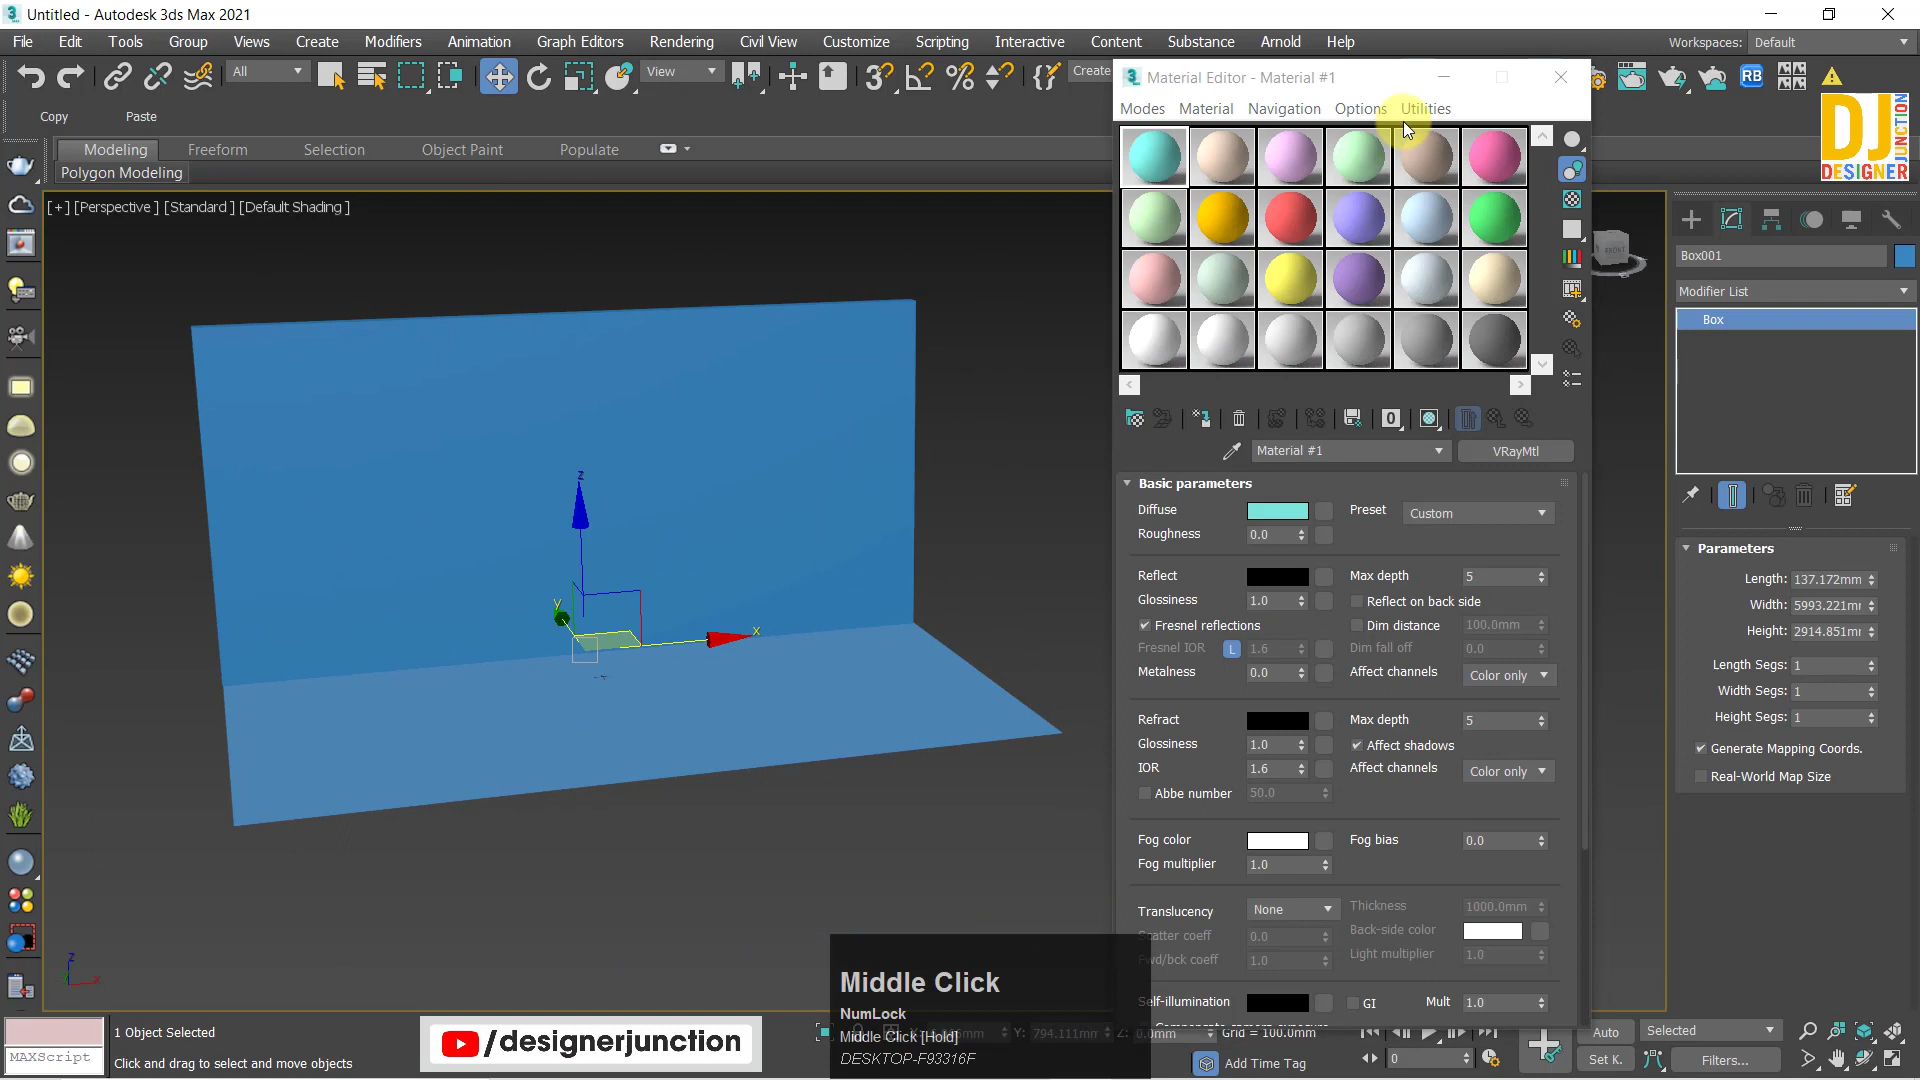 Untitled - Autodesk 3ds Max 2021
File Edit Tools Group Views Create Modifiers Animation Graph Editors Rendering Civil View Customize Scripting Interactive Content Substance Arnold Help
Workspaces: Default
All
View
Create
RB
Copy Paste
Modeling Freeform Selection Object Paint Populate
Polygon Modeling
[+] [Perspective ] [Standard ] [Default Shading ]
Material Editor - Material #1
Modes Material Navigation Options Utilities
DJ
JUNCTION
DESIGNER
FRONT
Box001
Modifier List
Box
Material #1
VRayMtl
Basic parameters
Diffuse
Preset Custom
Roughness 0.0
Reflect
Max depth 5
Glossiness 1.0
Reflect on back side
Fresnel reflections
Dim distance 100.0mm
Fresnel IOR L 1.6
Dim fall off 0.0
Metalness 0.0
Affect channels Color only
Refract
Max depth 5
Glossiness 1.0
Affect shadows
IOR 1.6
Affect channels Color only
Abbe number 50.0
Fog color
Fog bias 0.0
Fog multiplier 1.0
Translucency None
Thickness 1000.0mm
Scatter coeff 0.0
Back-side color
Fwd/bck coeff 1.0
Light multiplier 1.0
Self-illumination
GI
Mult 1.0
Parameters
Length: 137.172mm
Width: 5993.221mm
Height: 2914.851mm
Length Segs: 1
Width Segs: 1
Height Segs: 1
Generate Mapping Coords.
Real-World Map Size
z
y
x
z
x
Middle Click
NumLock
Middle Click [Hold]
DESKTOP-F93316F
MAXScript
1 Object Selected
Click and drag to select and move objects
/designerjunction
Y: 794.111mm Z: 0.0mm Grid = 100.0mm
Add Time Tag
0
Auto
Set K.
Selected
Filters...